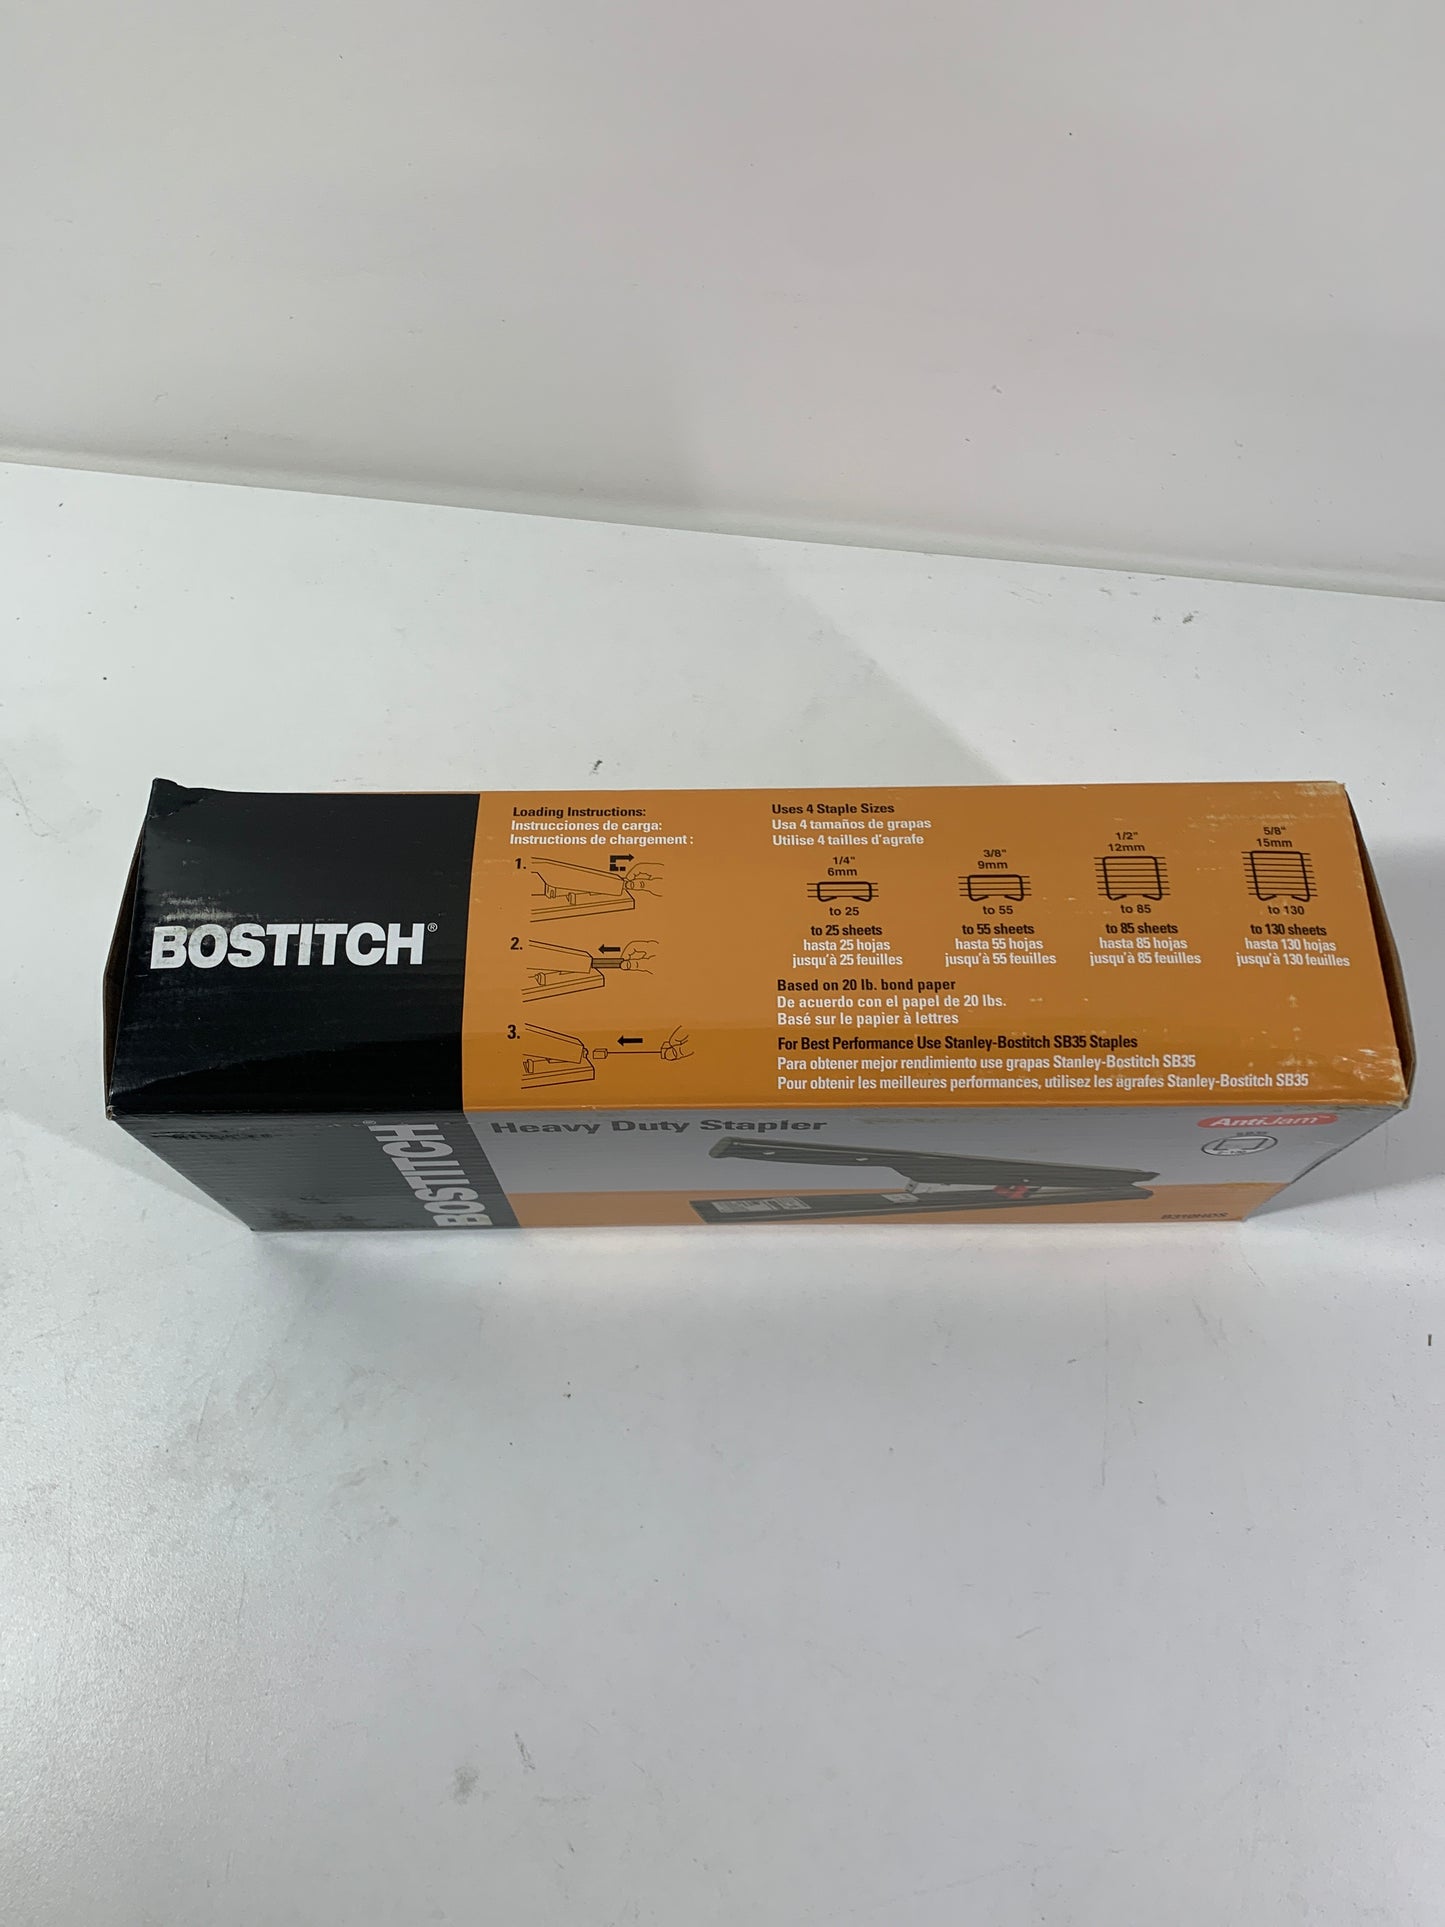 BOSTITCH®
Loading Instructions:
Instrucciones de carga:
Instructions de chargement :
1.
2.
3.
Uses 4 Staple Sizes
Usa 4 tamaños de grapas
Utilise 4 tailles d'agrafe
1/4"
6mm
to 25
to 25 sheets
hasta 25 hojas
jusqu'à 25 feuilles
3/8"
9mm
to 55
to 55 sheets
hasta 55 hojas
jusqu'à 55 feuilles
1/2"
12mm
to 85
to 85 sheets
hasta 85 hojas
jusqu'à 85 feuilles
5/8"
15mm
to 130
to 130 sheets
hasta 130 hojas
jusqu'à 130 feuilles
Based on 20 lb. bond paper
De acuerdo con el papel de 20 lbs.
Basé sur le papier à lettres
For Best Performance Use Stanley-Bostitch SB35 Staples
Para obtener mejor rendimiento use grapas Stanley-Bostitch SB35
Pour obtenir les meilleures performances, utilisez les agrafes Stanley-Bostitch SB35
BOSTITCH®
Heavy Duty Stapler
AntiJam™
B310HDS